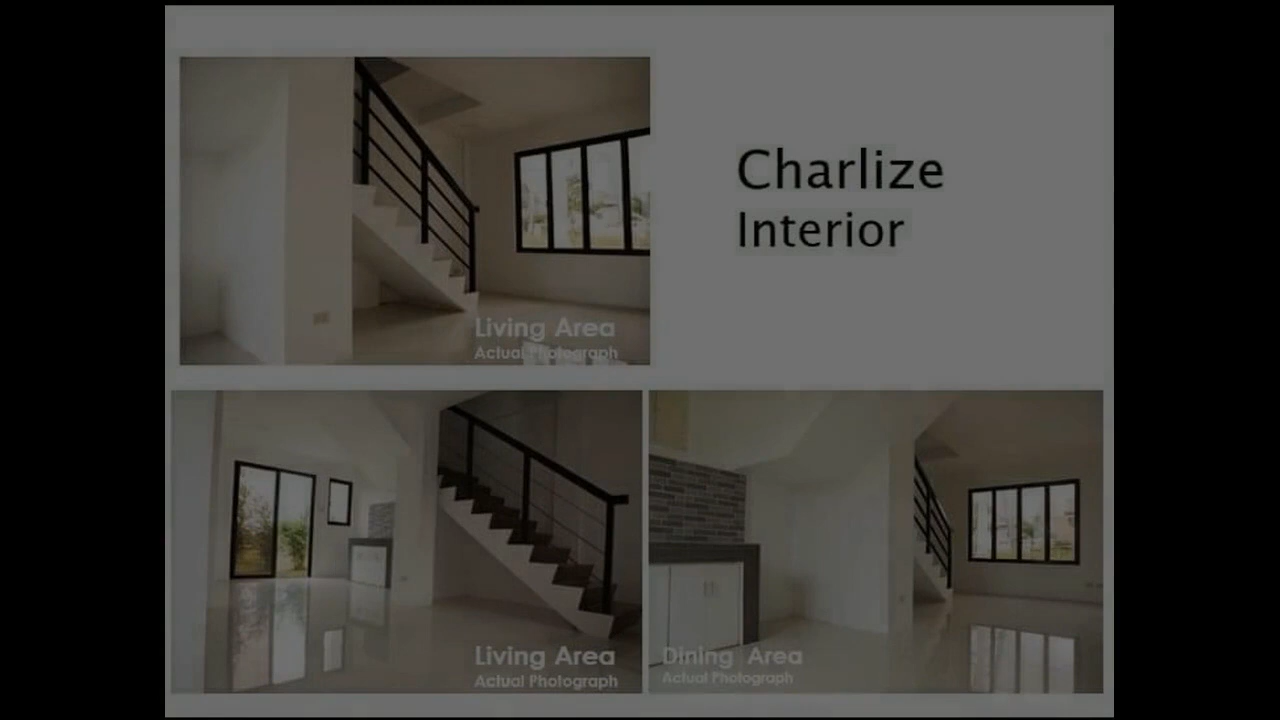 Charlize
Interior
Living Area
Actual Photograph
Living Area
Actual Photograph
Dining Area
Actual Photograph